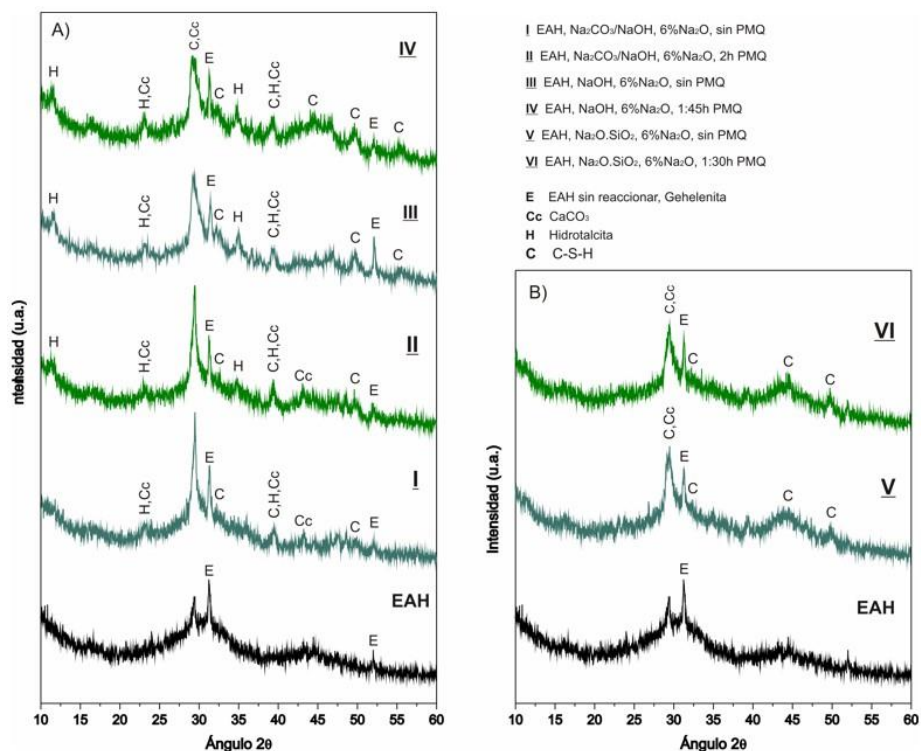 A)
IV
H
H,Cc
C,Cc
E
C
H
C,H,Cc
C
C
E
C
III
H
H,Cc
E
C
H
C,H,Cc
C
E
C
II
H
H,Cc
E
C
H
C,H,Cc
Cc
C
E
I
H,Cc
E
C
C,H,Cc
Cc
C
E
EAH
E
E
ntenidad (u.a.)
10 15 20 25 30 35 40 45 50 55 60
Ángulo 2θ
I EAH, Na₂CO₃/NaOH, 6%Na₂O, sin PMQ
II EAH, Na₂CO₃/NaOH, 6%Na₂O, 2h PMQ
III EAH, NaOH, 6%Na₂O, sin PMQ
IV EAH, NaOH, 6%Na₂O, 1:45h PMQ
V EAH, Na₂O.SiO₂, 6%Na₂O, sin PMQ
VI EAH, Na₂O.SiO₂, 6%Na₂O, 1:30h PMQ
E EAH sin reaccionar, Gehelenita
Cc CaCO₃
H Hidrotalcita
C C-S-H
B)
VI
C,Cc
E
C
C
C
V
C,Cc
E
C
C
C
EAH
E
Intensidad (u.a.)
10 15 20 25 30 35 40 45 50 55 60
Ángulo 2θ